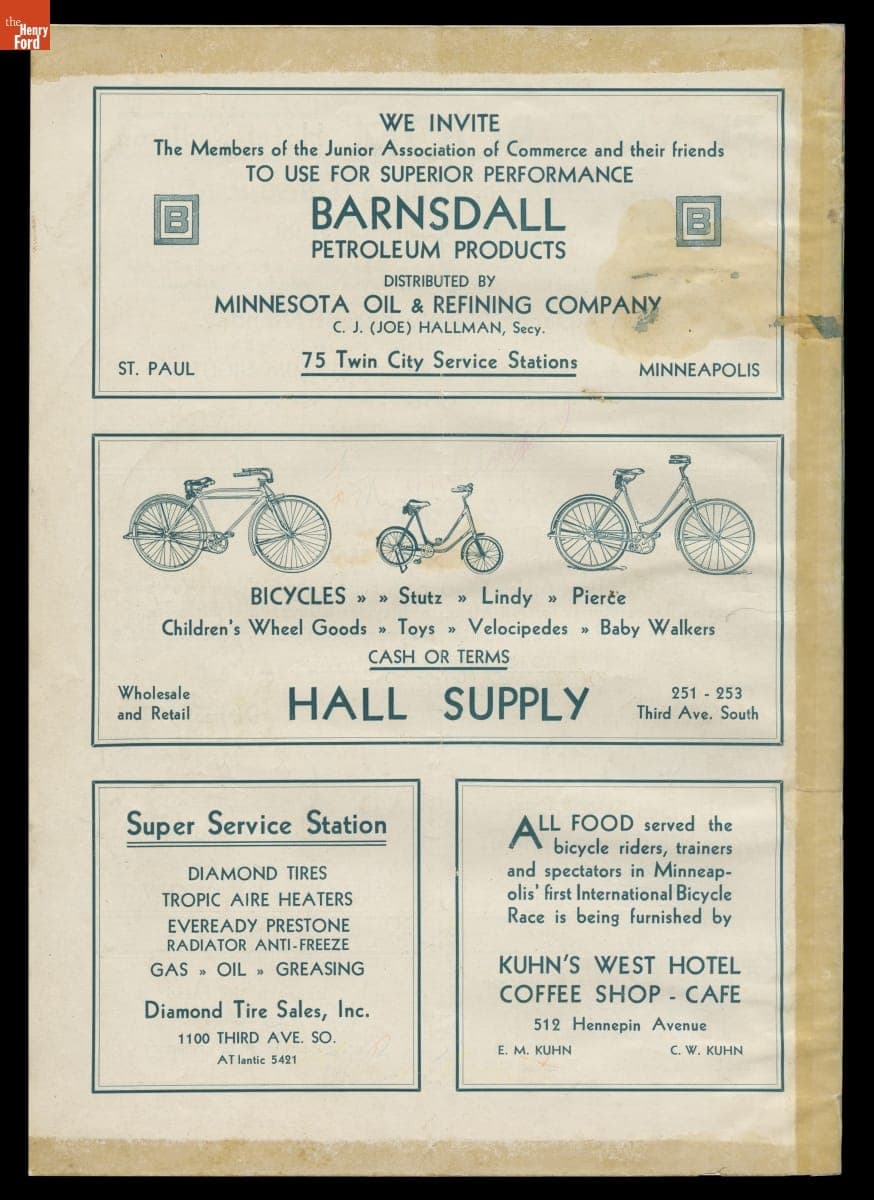 the
Henry
Ford
WE INVITE
The Members of the Junior Association of Commerce and their friends
TO USE FOR SUPERIOR PERFORMANCE
B BARNSDALL B
PETROLEUM PRODUCTS
DISTRIBUTED BY
MINNESOTA OIL & REFINING COMPANY
C. J. (JOE) HALLMAN, Secy.
ST. PAUL 75 Twin City Service Stations MINNEAPOLIS
BICYCLES » » Stutz » Lindy » Pierce
Children's Wheel Goods » Toys » Velocipedes » Baby Walkers
CASH OR TERMS
Wholesale
and Retail
HALL SUPPLY
251 - 253
Third Ave. South
Super Service Station
DIAMOND TIRES
TROPIC AIRE HEATERS
EVEREADY PRESTONE
RADIATOR ANTI-FREEZE
GAS » OIL » GREASING
Diamond Tire Sales, Inc.
1100 THIRD AVE. SO.
ATlantic 5421
ALL FOOD served the
bicycle riders, trainers
and spectators in Minneap-
olis' first International Bicycle
Race is being furnished by
KUHN'S WEST HOTEL
COFFEE SHOP - CAFE
512 Hennepin Avenue
E. M. KUHN C. W. KUHN